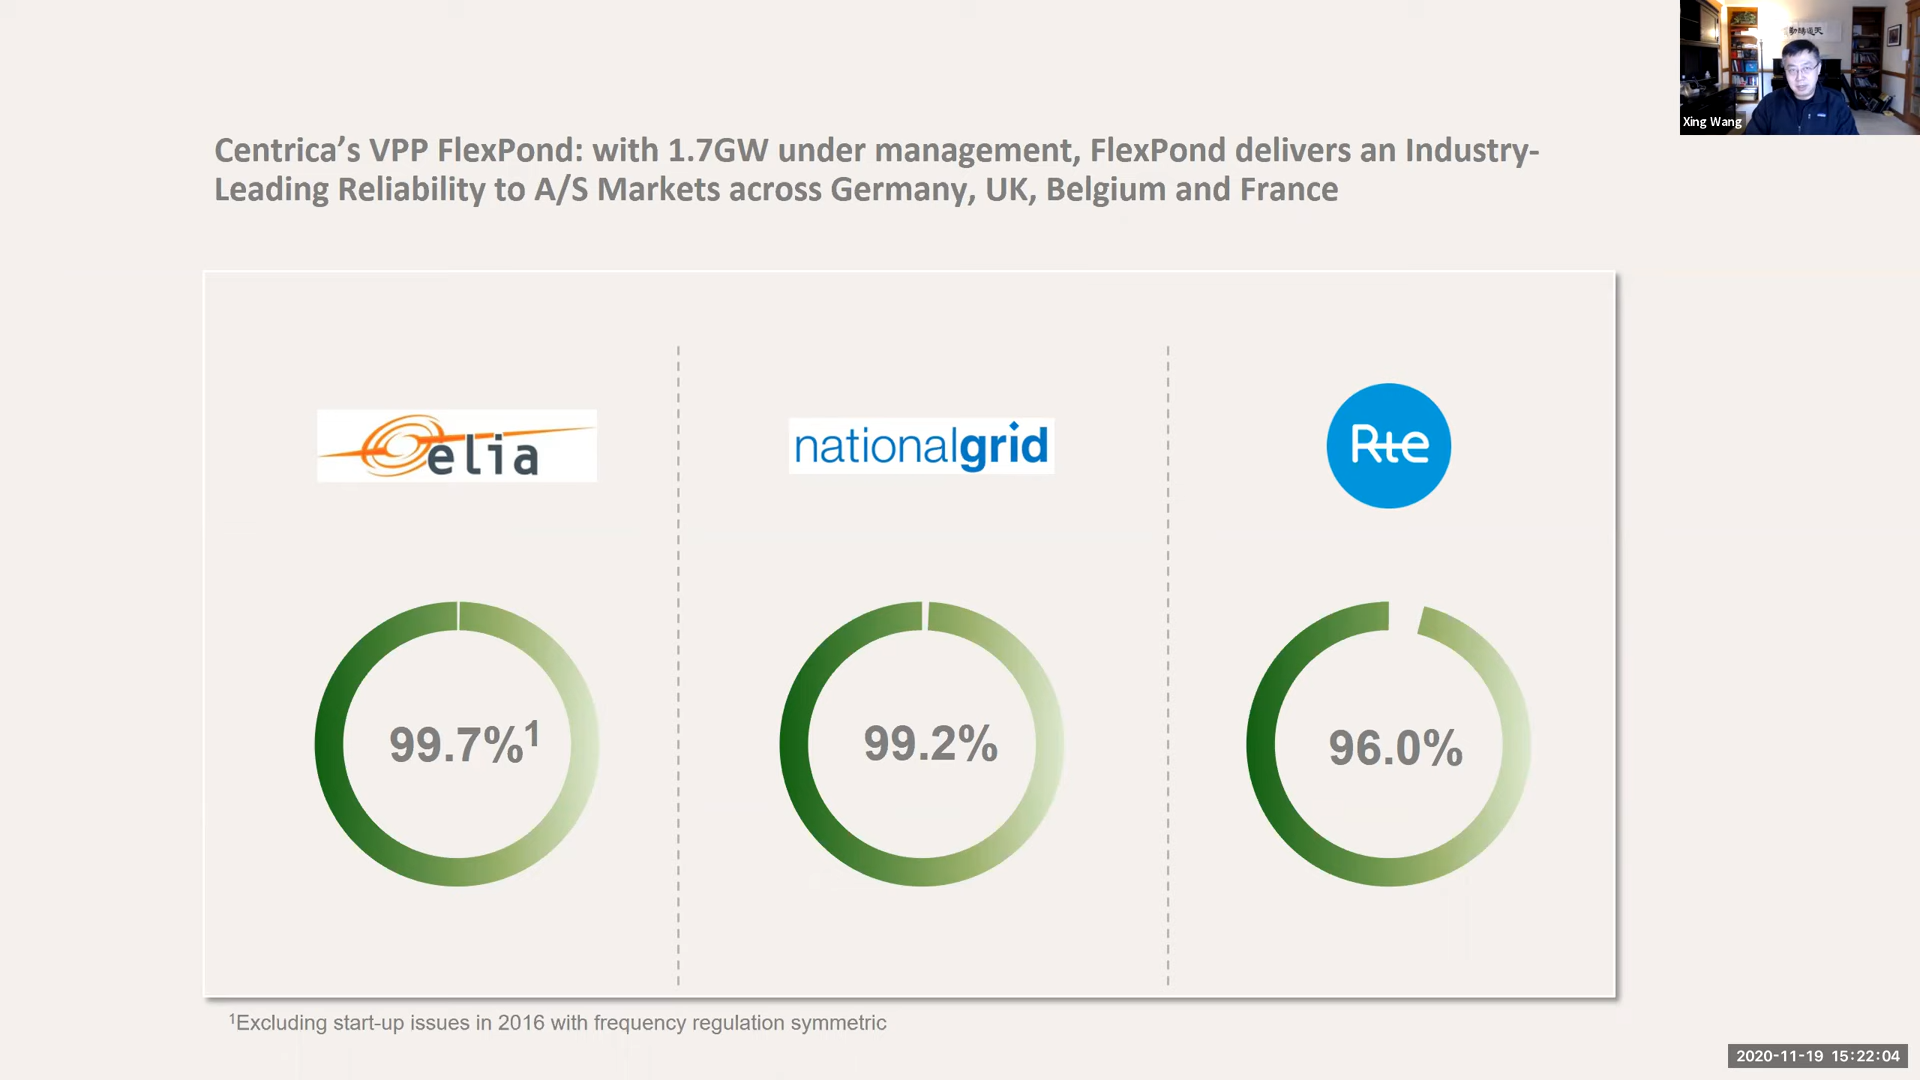 Xing Wang
Centrica’s VPP FlexPond: with 1.7GW under management, FlexPond delivers an Industry-
Leading Reliability to A/S Markets across Germany, UK, Belgium and France
elia
nationalgrid
Rte
99.7%¹
99.2%
96.0%
¹Excluding start-up issues in 2016 with frequency regulation symmetric
2020-11-19 15:22:04